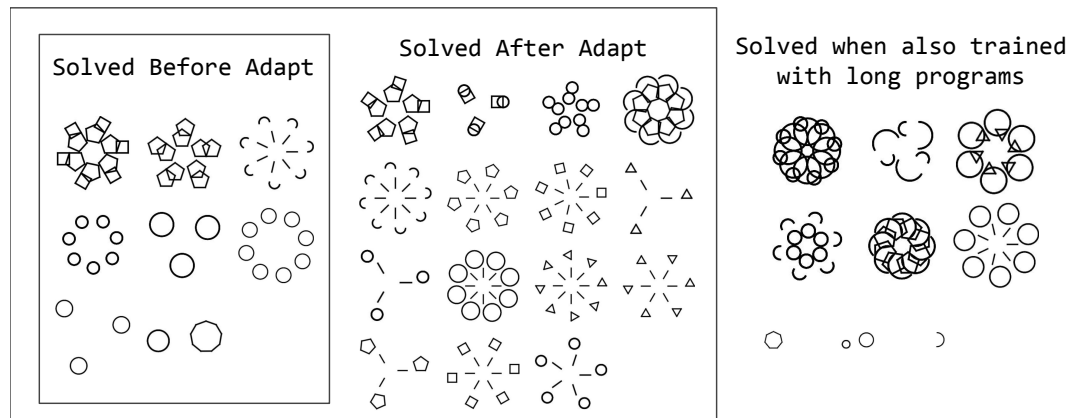 Solved Before Adapt
Solved After Adapt
Solved when also trained
with long programs